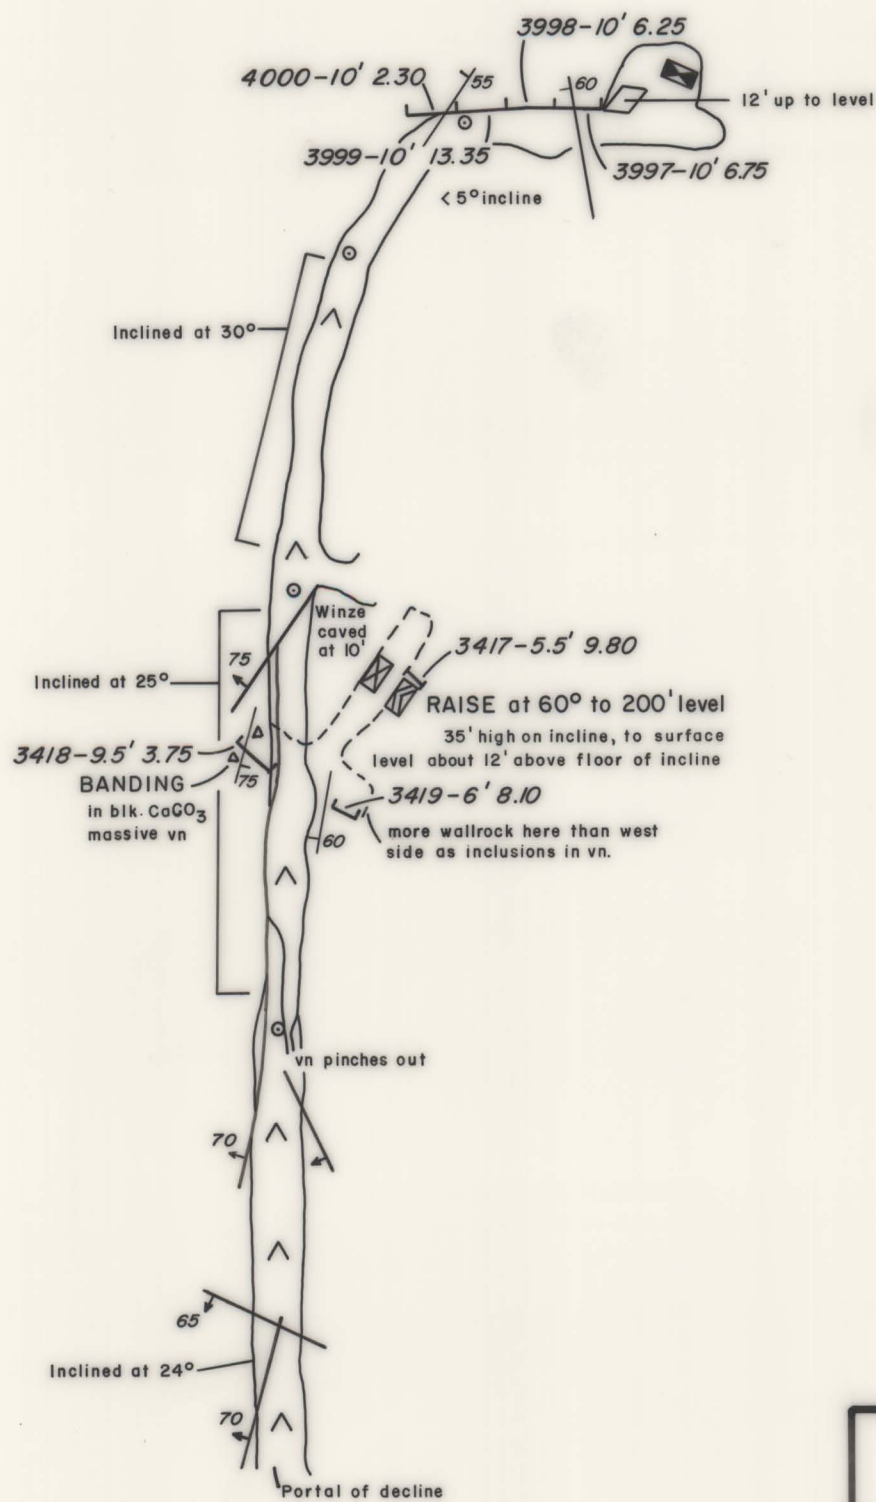 3998-10' 6.25
4000-10' 2.30
55
60
12' up to level
3999-10' 13.35
3997-10' 6.75
< 5° incline
Inclined at 30°
Winze
caved
at 10'
75
3417-5.5' 9.80
Inclined at 25°
RAISE at 60° to 200' level
35' high on incline, to surface
level about 12' above floor of incline
3418-9.5' 3.75
75
BANDING
in blk. CaCO3
massive vn
3419-6' 8.10
60
more wallrock here than west
side as inclusions in vn.
vn pinches out
70
65
Inclined at 24°
70
Portal of decline